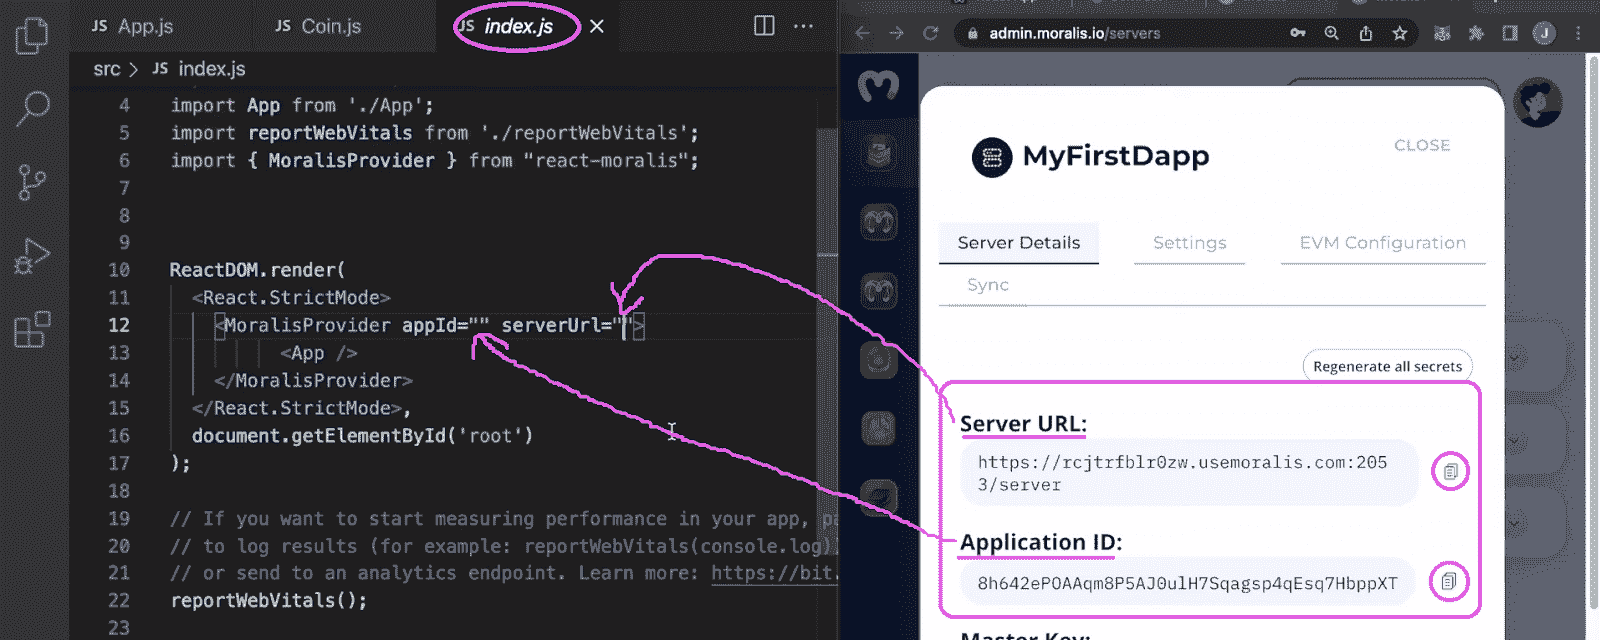 JS App.js
JS Coin.js
JS index.js
src > JS index.js
4 import App from './App';
5 import reportWebVitals from './reportWebVitals';
6 import { MoralisProvider } from "react-moralis";
7
8
9
10 ReactDOM.render(
11 <React.StrictMode>
12 <MoralisProvider appId="" serverUrl="">
13 <App />
14 </MoralisProvider>
15 </React.StrictMode>,
16 document.getElementById('root')
17 );
18
19 // If you want to start measuring performance in your app, pa
20 // to log results (for example: reportWebVitals(console.log)
21 // or send to an analytics endpoint. Learn more: https://bit.
22 reportWebVitals();
23
admin.moralis.io/servers
J
MyFirstDapp
CLOSE
Server Details
Settings
EVM Configuration
Sync
Regenerate all secrets
Server URL:
https://rcjtrfblr0zw.usemoralis.com:205
3/server
Application ID:
8h642ePOAAqm8P5AJ0ulH7Sqagsp4qEsq7HbppXT
Master Key: